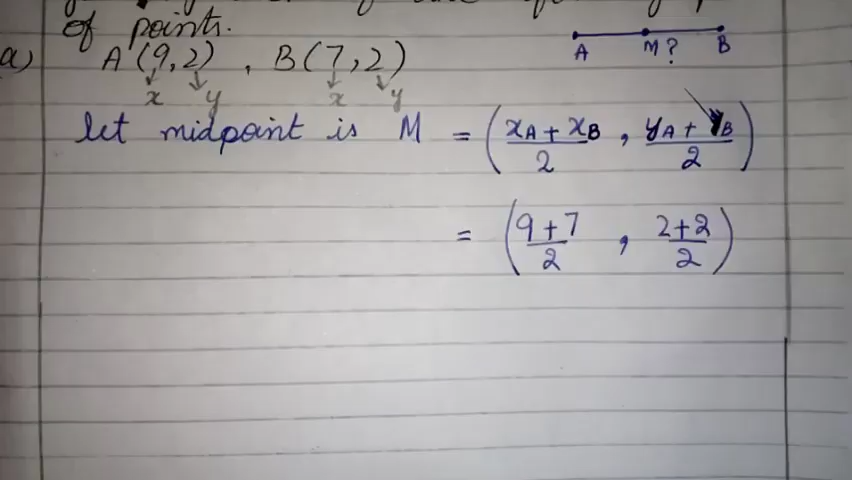 of points.
a) A (9,2) , B (7,2)
A M? B
x y x y
let midpoint is M = (xA + xB / 2 , yA + yB / 2)
= (9+7 / 2 , 2+2 / 2)